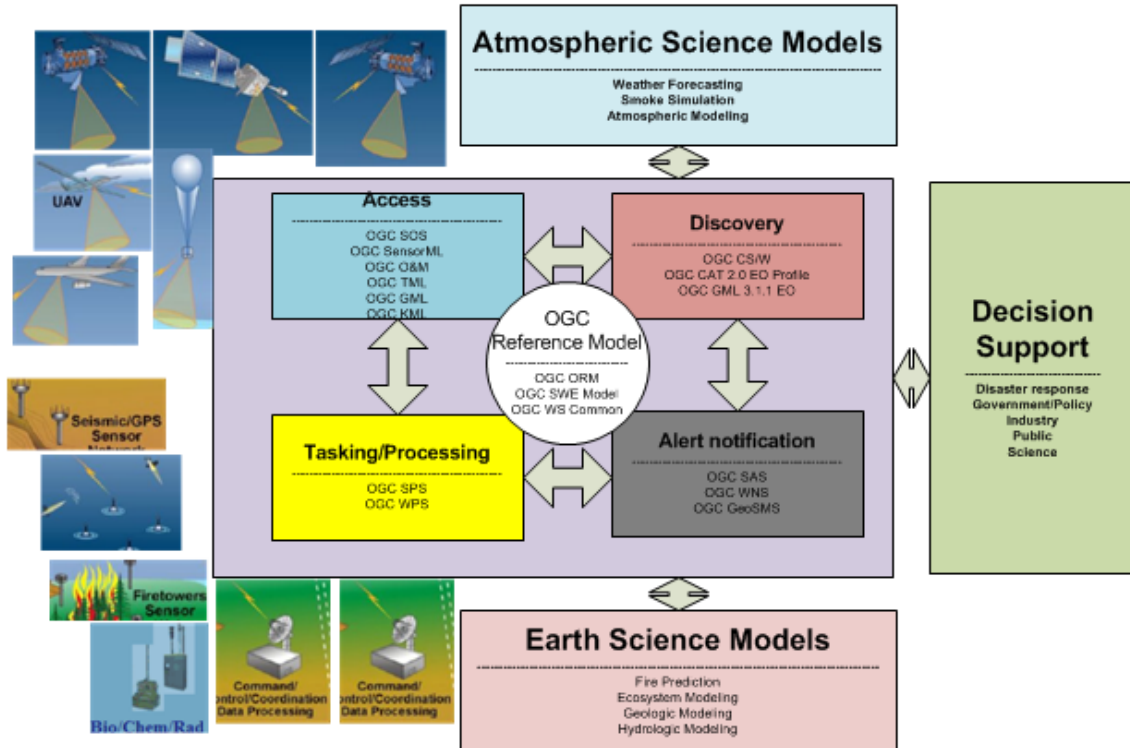 Atmospheric Science Models
Weather Forecasting
Smoke Simulation
Atmospheric Modeling
UAV
Access
OGC SOS
OGC SensorML
OGC O&M
OGC TML
OGC GML
OGC KML
Discovery
OGC CS/W
OGC CAT 2.0 EO Profile
OGC GML 3.1.1 EO
OGC
Reference Model
OGC ORM
OGC SWE Model
OGC WS Common
Tasking/Processing
OGC SPS
OGC WPS
Alert notification
OGC SAS
OGC WNS
OGC GeoSMS
Decision
Support
Disaster response
Government/Policy
Industry
Public
Science
Seismic/GPS
Sensor
Network
Firetowers
Sensor
Bio/Chem/Rad
Command/
ontrol/Coordination
Data Processing
Command/
ontrol/Coordination
Data Processing
Earth Science Models
Fire Prediction
Ecosystem Modeling
Geologic Modeling
Hydrologic Modeling